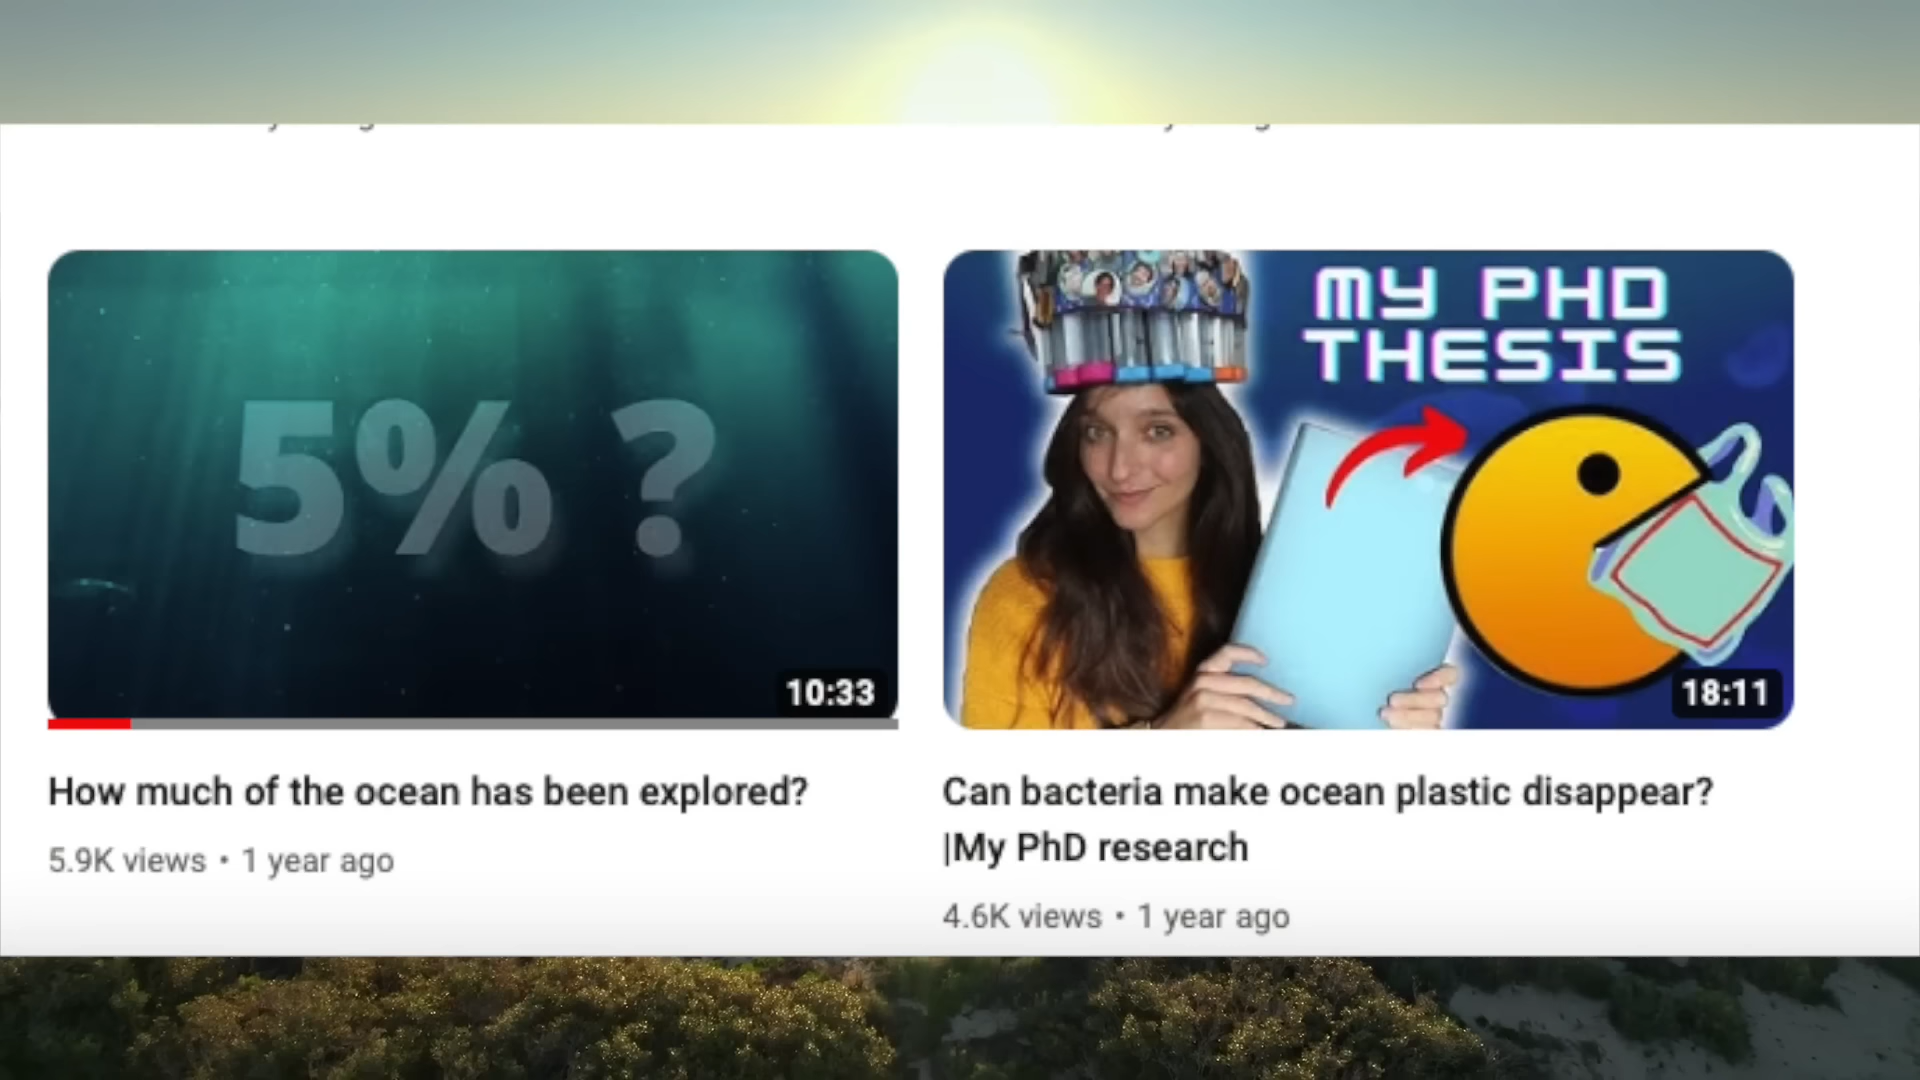 5% ?
10:33
MY PHD
THESIS
18:11
How much of the ocean has been explored?
5.9K views • 1 year ago
Can bacteria make ocean plastic disappear?
|My PhD research
4.6K views • 1 year ago